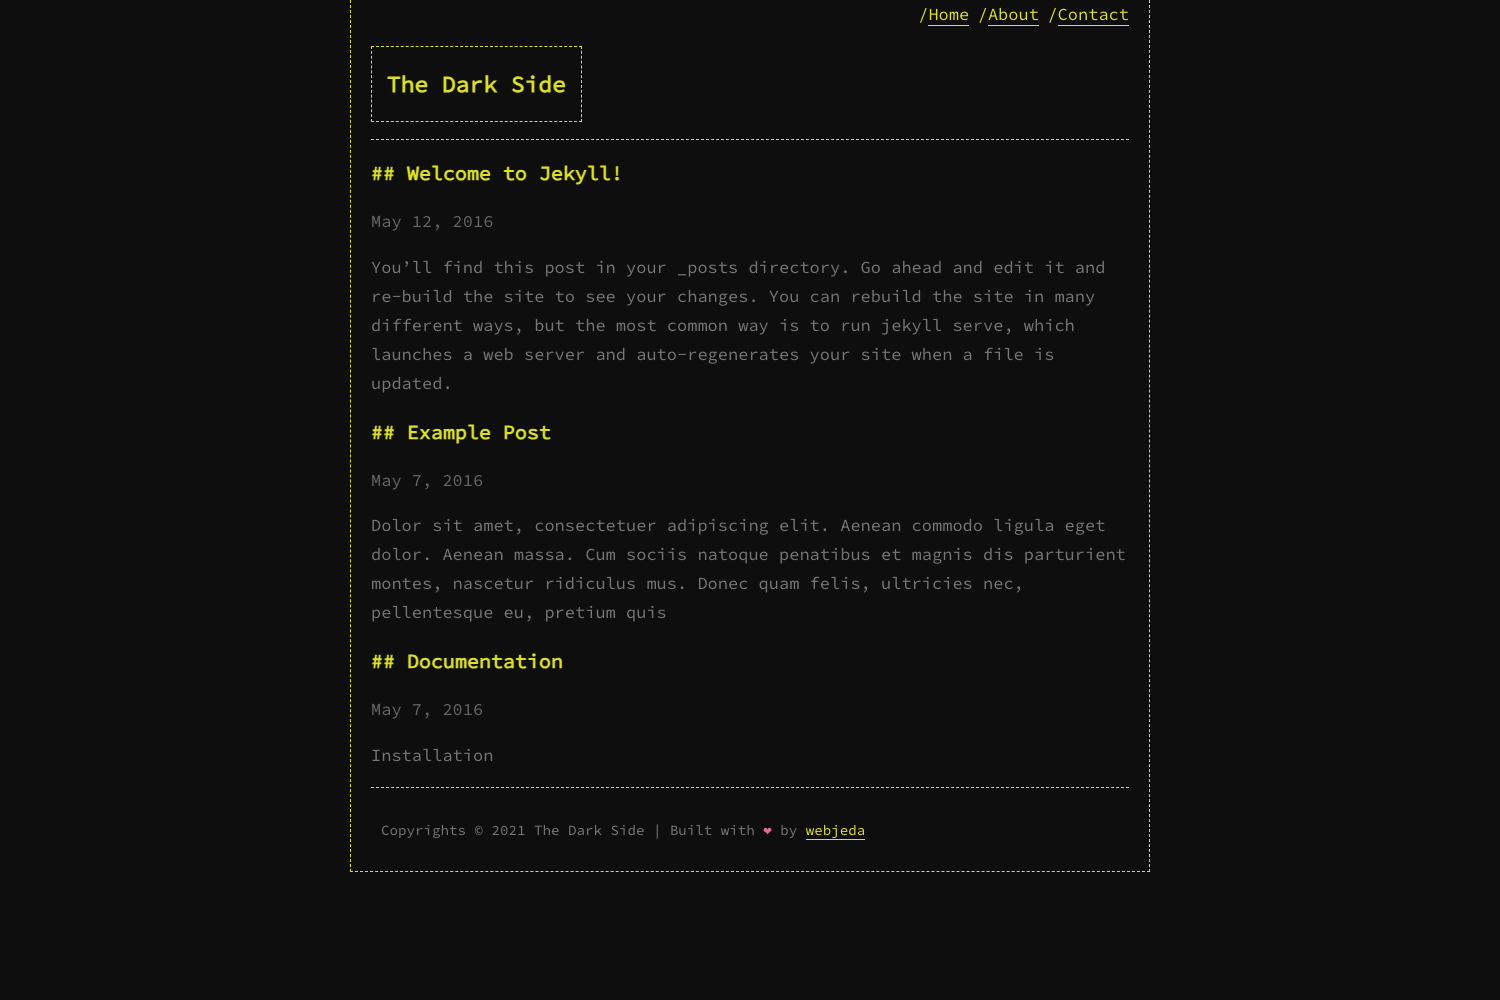 /Home /About /Contact
The Dark Side
## Welcome to Jekyll!
May 12, 2016
You’ll find this post in your _posts directory. Go ahead and edit it and
re-build the site to see your changes. You can rebuild the site in many
different ways, but the most common way is to run jekyll serve, which
launches a web server and auto-regenerates your site when a file is
updated.
## Example Post
May 7, 2016
Dolor sit amet, consectetuer adipiscing elit. Aenean commodo ligula eget
dolor. Aenean massa. Cum sociis natoque penatibus et magnis dis parturient
montes, nascetur ridiculus mus. Donec quam felis, ultricies nec,
pellentesque eu, pretium quis
## Documentation
May 7, 2016
Installation
Copyrights © 2021 The Dark Side | Built with ❤ by webjeda